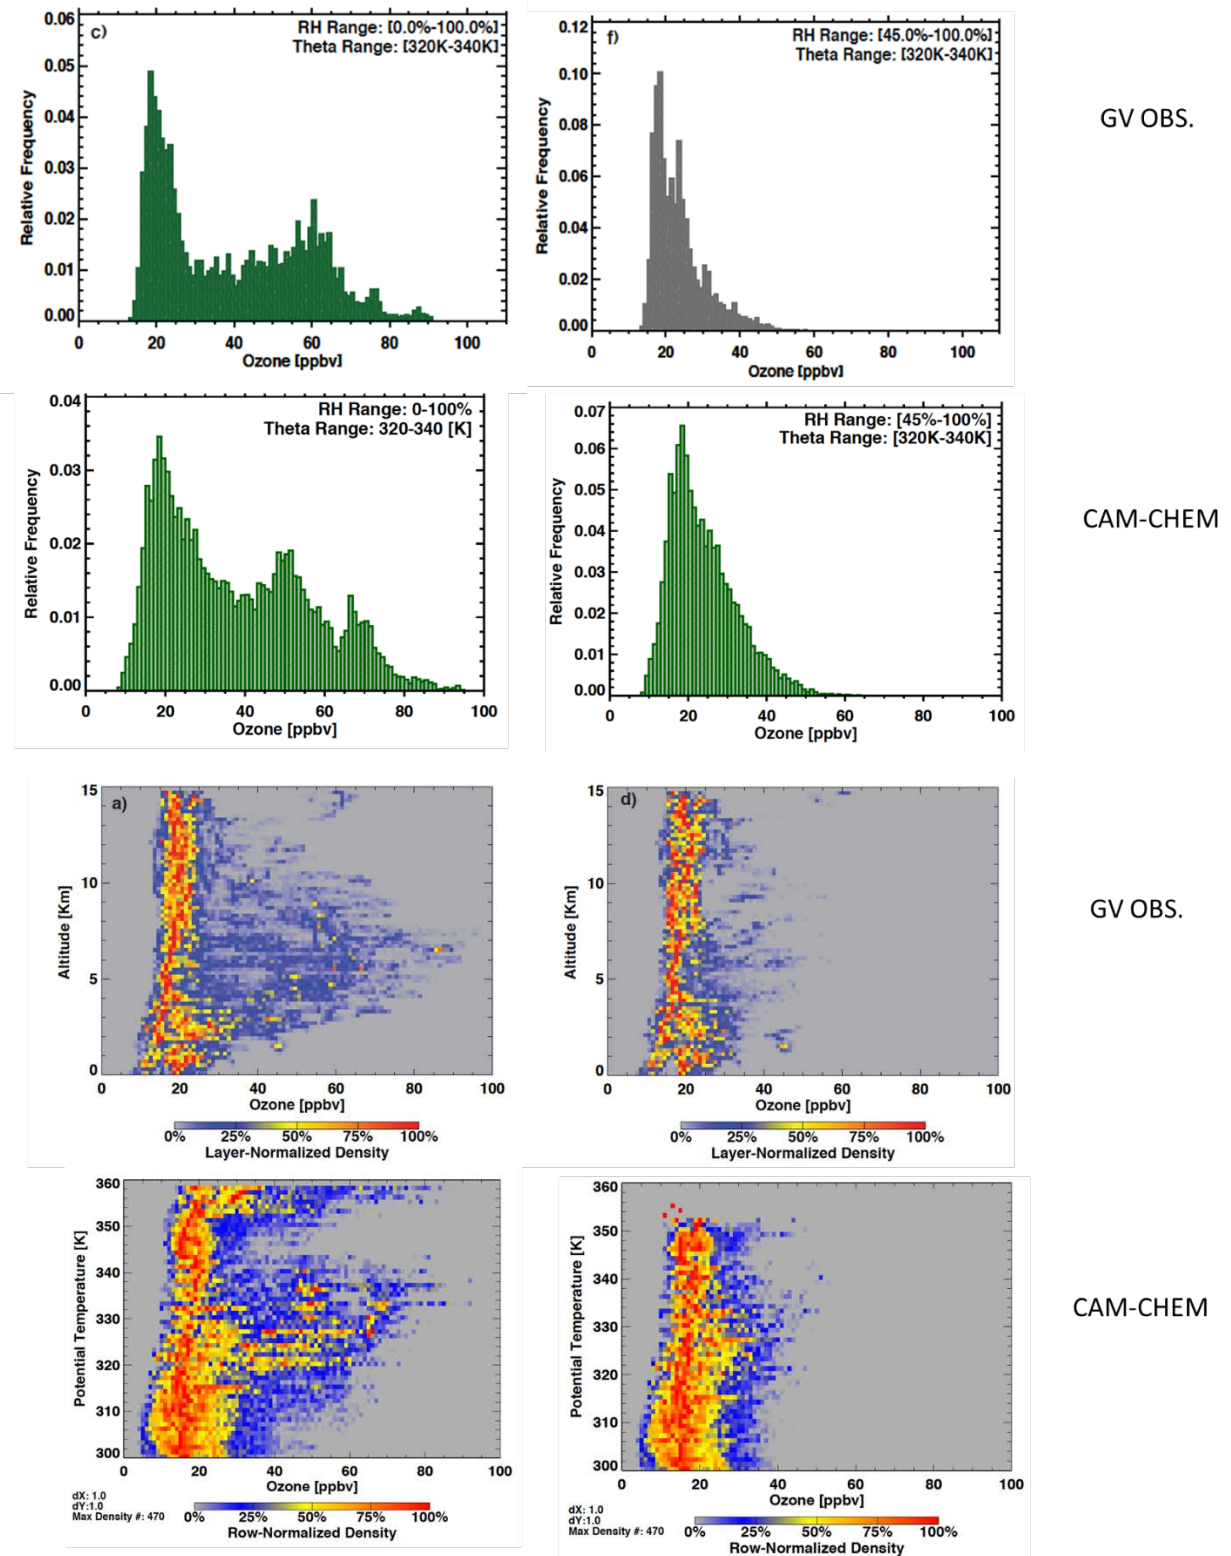 c)
RH Range: [0.0%-100.0%]
Theta Range: [320K-340K]
0.06
0.05
0.04
0.03
0.02
0.01
0.00
Relative Frequency
0 20 40 60 80 100
Ozone [ppbv]
f)
RH Range: [45.0%-100.0%]
Theta Range: [320K-340K]
0.12
0.10
0.08
0.06
0.04
0.02
0.00
Relative Frequency
0 20 40 60 80 100
Ozone [ppbv]
GV OBS.
RH Range: 0-100%
Theta Range: 320-340 [K]
0.04
0.03
0.02
0.01
0.00
Relative Frequency
0 20 40 60 80 100
Ozone [ppbv]
RH Range: [45%-100%]
Theta Range: [320K-340K]
0.07
0.06
0.05
0.04
0.03
0.02
0.01
0.00
Relative Frequency
0 20 40 60 80 100
Ozone [ppbv]
CAM-CHEM
a)
15
10
5
0
Altitude [Km]
0 20 40 60 80 100
Ozone [ppbv]
0% 25% 50% 75% 100%
Layer-Normalized Density
d)
15
10
5
0
Altitude [Km]
0 20 40 60 80 100
Ozone [ppbv]
0% 25% 50% 75% 100%
Layer-Normalized Density
GV OBS.
360
350
340
330
320
310
300
Potential Temperature [K]
0 20 40 60 80 100
Ozone [ppbv]
dX: 1.0
dY:1.0
Max Density #: 470
0% 25% 50% 75% 100%
Row-Normalized Density
360
350
340
330
320
310
300
Potential Temperature [K]
0 20 40 60 80 100
Ozone [ppbv]
dX: 1.0
dY:1.0
Max Density #: 470
0% 25% 50% 75% 100%
Row-Normalized Density
CAM-CHEM